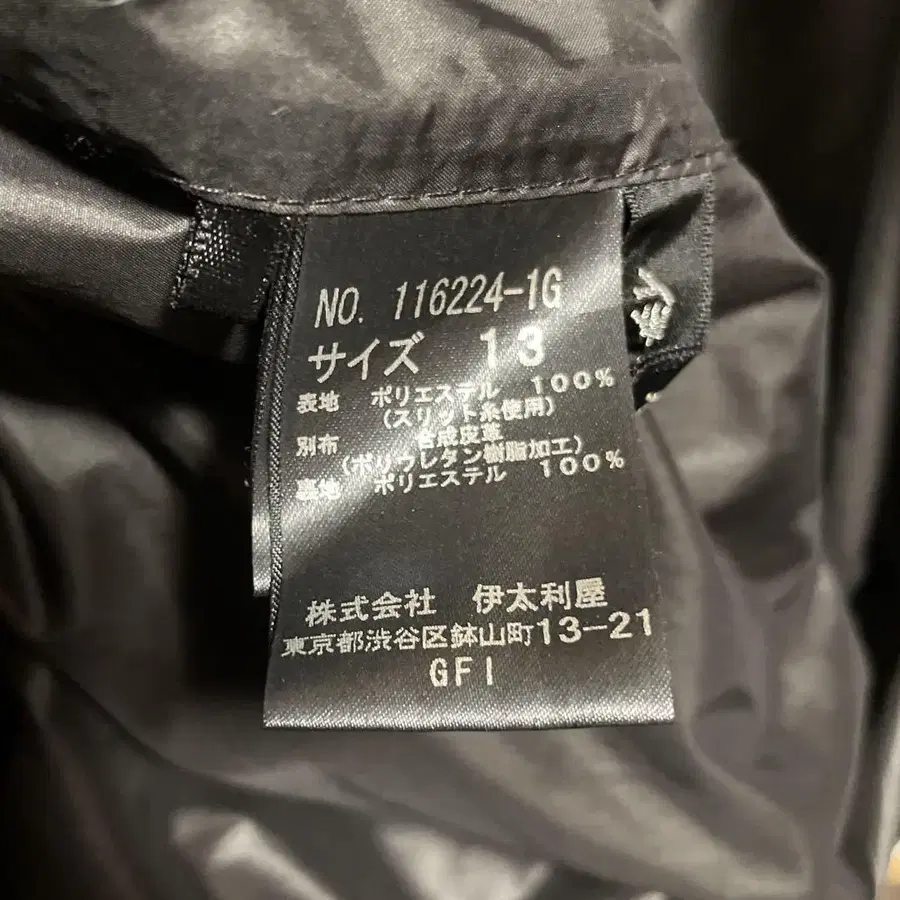 NO. 116224-1G
サイズ 13
表地 ポリエステル 100%
(スリット糸使用)
別布 合成皮革
(ポリウレタン樹脂加工)
裏地 ポリエステル 100%
株式会社 伊太利屋
東京都渋谷区鉢山町13-21
GFI